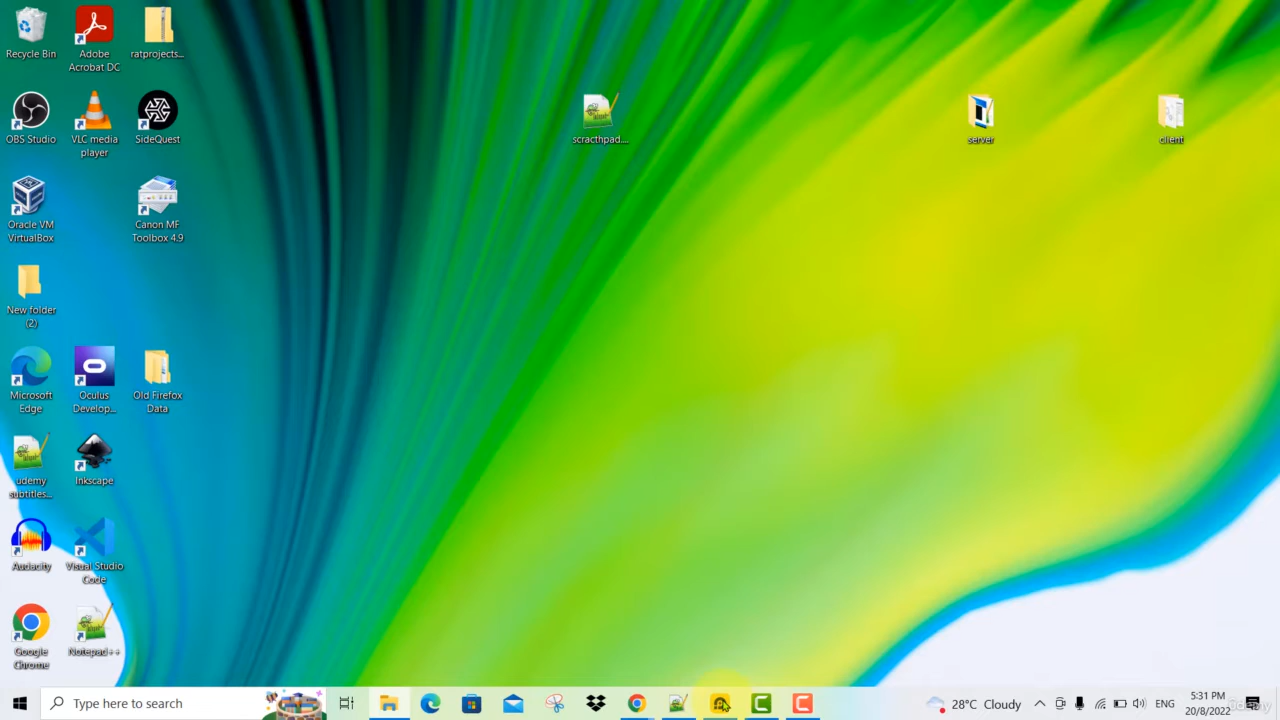 Recycle Bin
Adobe
Acrobat DC
ratprojects...
OBS Studio
VLC media
player
SideQuest
scracthpad....
server
client
Oracle VM
VirtualBox
Canon MF
Toolbox 4.9
New folder
(2)
Microsoft
Edge
Oculus
Develop...
Old Firefox
Data
udemy
subtitles...
Inkscape
Audacity
Visual Studio
Code
Google
Chrome
Notepad++
Type here to search
28°C Cloudy
ENG
5:31 PM
20/8/2022
Udemy